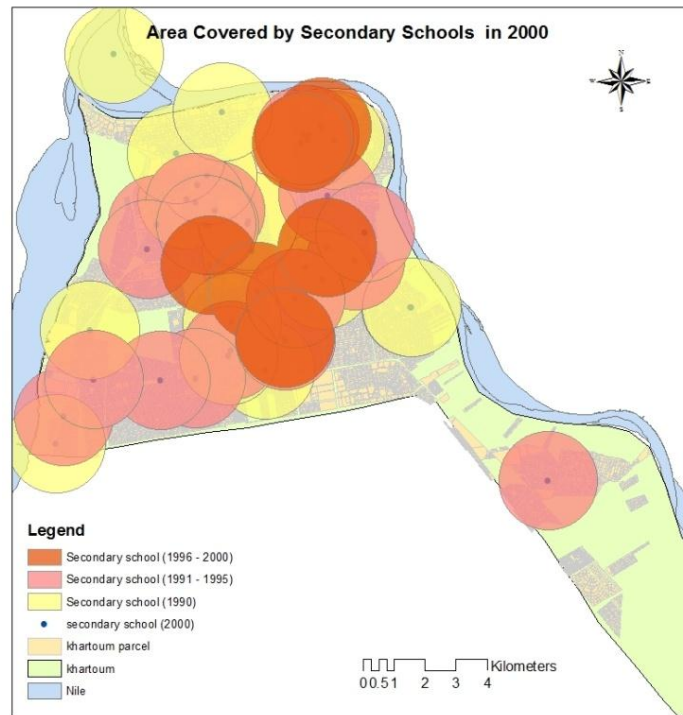 Area Covered by Secondary Schools in 2000
N
W E
S
Legend
Secondary school (1996 - 2000)
Secondary school (1991 - 1995)
Secondary school (1990)
secondary school (2000)
khartoum parcel
khartoum
Nile
Kilometers
0 0.5 1 2 3 4